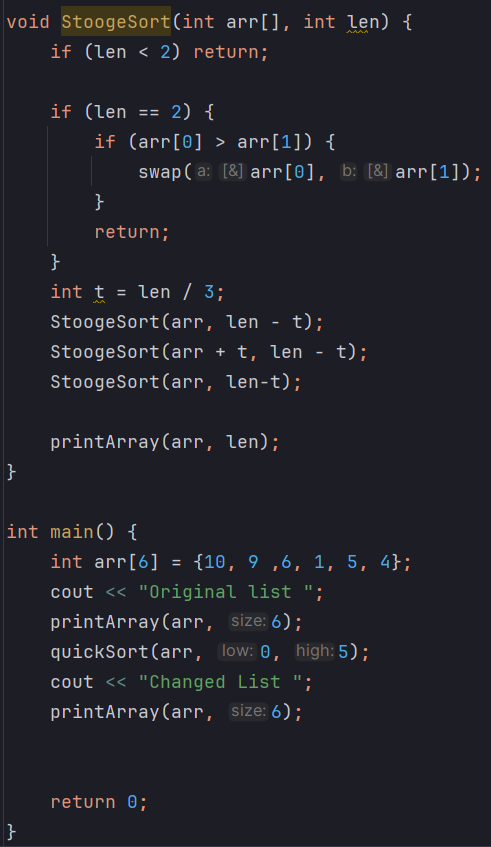 void StoogeSort(int arr[], int len) {
    if (len < 2) return;

    if (len == 2) {
        if (arr[0] > arr[1]) {
            swap(a: [&]arr[0], b: [&]arr[1]);
        }
        return;
    }
    int t = len / 3;
    StoogeSort(arr, len - t);
    StoogeSort(arr + t, len - t);
    StoogeSort(arr, len-t);

    printArray(arr, len);
}

int main() {
    int arr[6] = {10, 9 ,6, 1, 5, 4};
    cout << "Original list ";
    printArray(arr, size:6);
    quickSort(arr, low:0, high:5);
    cout << "Changed List ";
    printArray(arr, size:6);


    return 0;
}